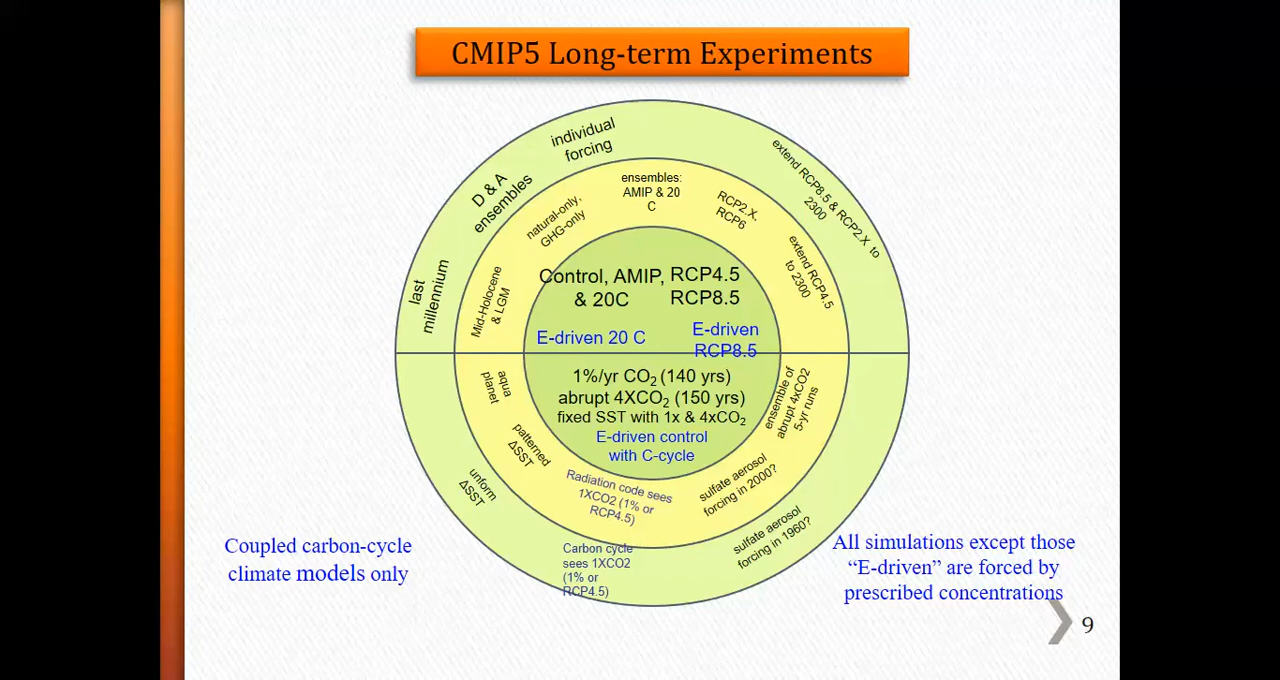 CMIP5 Long-term Experiments
individual
forcing
D & A
ensembles
last
millennium
extend RCP8.5 & RCP2.X to
2300
ensembles:
AMIP & 20
C
natural-only,
GHG-only
RCP2.X,
RCP6
Mid-Holocene
& LGM
extend RCP4.5
to 2300
Control, AMIP,
& 20C
RCP4.5
RCP8.5
E-driven 20 C
E-driven
RCP8.5
1%/yr CO₂ (140 yrs)
abrupt 4XCO₂ (150 yrs)
fixed SST with 1x & 4xCO₂
E-driven control
with C-cycle
aqua
planet
ensemble of
abrupt 4xCO2
5-yr runs
patterned
ΔSST
Radiation code sees
1XCO2 (1% or
RCP4.5)
sulfate aerosol
forcing in 2000?
unform
ΔSST
Carbon cycle
sees 1XCO2
(1% or
RCP4.5)
sulfate aerosol
forcing in 1960?
Coupled carbon-cycle
climate models only
All simulations except those
“E-driven” are forced by
prescribed concentrations
9